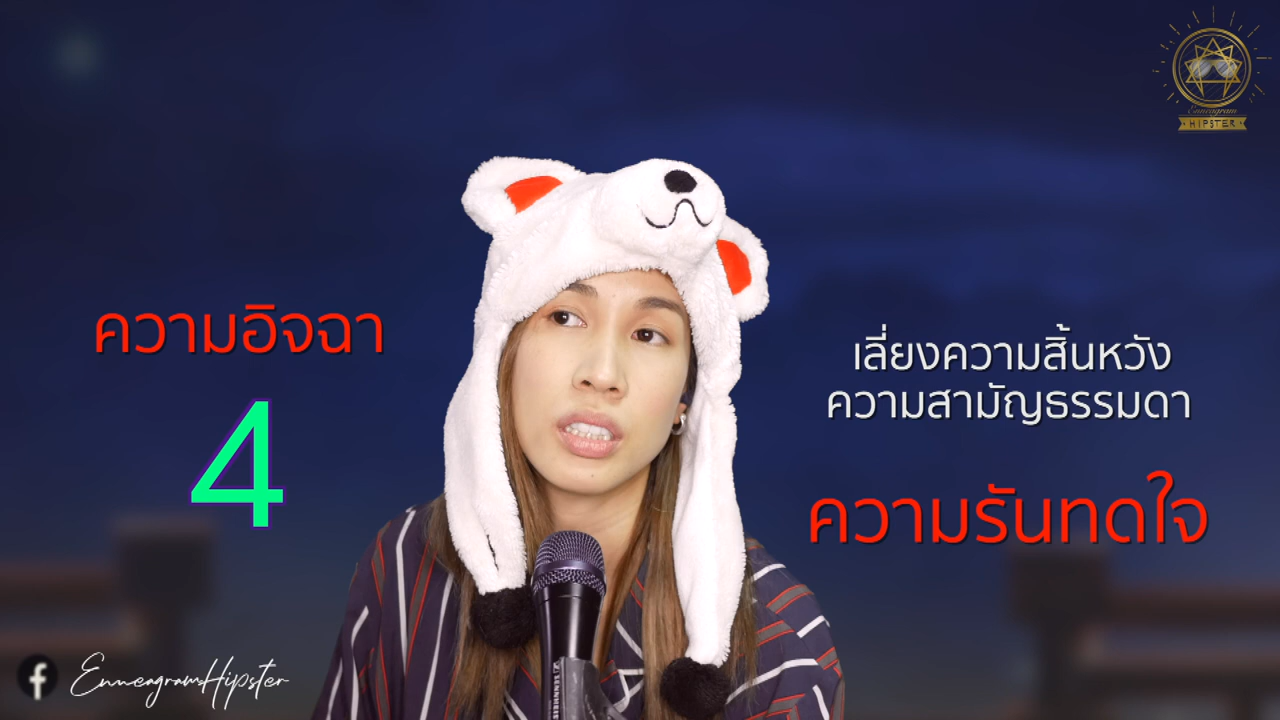 Enneagram
HIPSTER
ความอิจฉา
4
เลี่ยงความสิ้นหวัง
ความสามัญธรรมดา
ความรันทดใจ
SENNHEISER
f EnneagramHipster